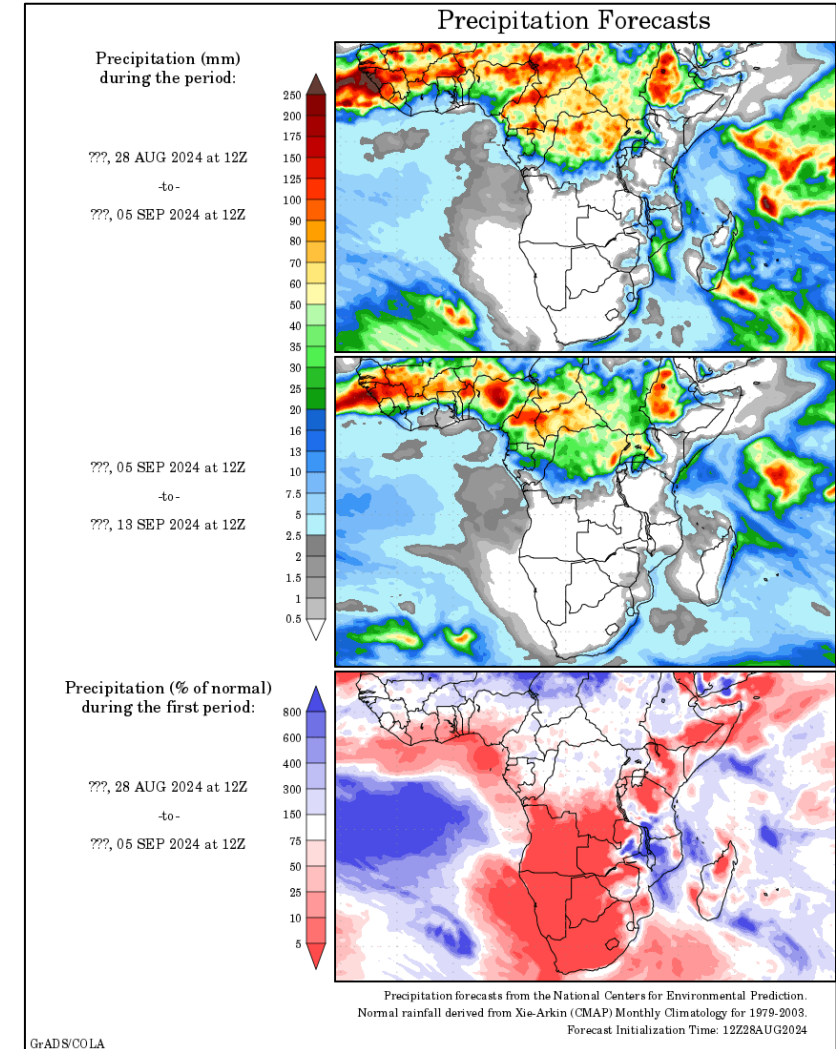 Precipitation Forecasts
Precipitation (mm)
during the period:
250
200
175
150
125
100
90
80
70
60
50
40
35
30
25
20
16
13
10
7.5
5
2.5
2
1.5
1
0.5
???, 28 AUG 2024 at 12Z
-to-
???, 05 SEP 2024 at 12Z
???, 05 SEP 2024 at 12Z
-to-
???, 13 SEP 2024 at 12Z
Precipitation (% of normal)
during the first period:
800
600
400
300
150
75
50
25
10
5
???, 28 AUG 2024 at 12Z
-to-
???, 05 SEP 2024 at 12Z
Precipitation forecasts from the National Centers for Environmental Prediction.
Normal rainfall derived from Xie-Arkin (CMAP) Monthly Climatology for 1979-2003.
Forecast Initialization Time: 12Z28AUG2024
GrADS/COLA